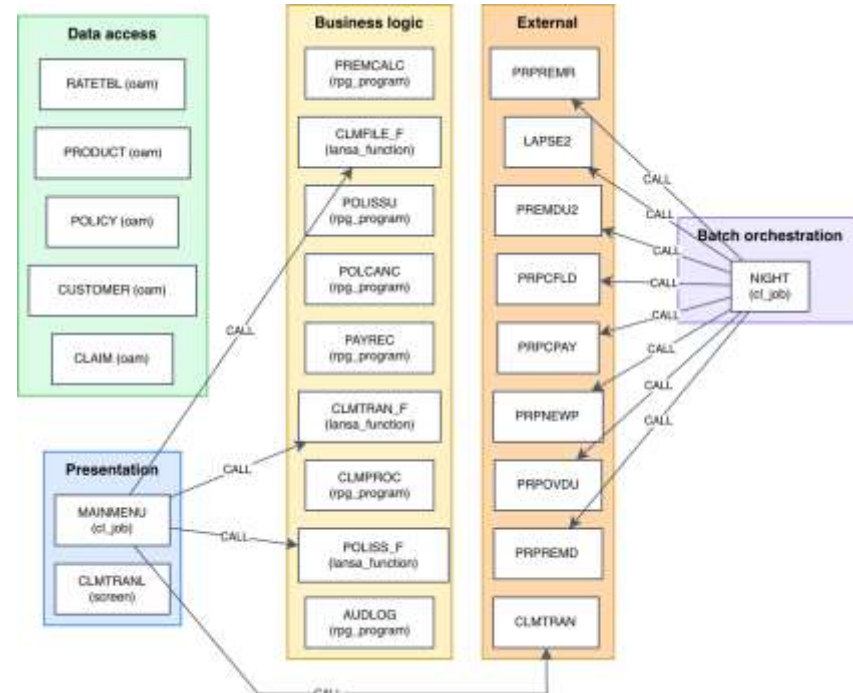 Data access
RATETBL (oam)
PRODUCT (oam)
POLICY (oam)
CUSTOMER (oam)
CLAIM (oam)
Presentation
MAINMENU
(cl_job)
CLMTRANL
(screen)
Business logic
PREMCALC
(rpg_program)
CLMFILE_F
(lansa_function)
POLISSU
(rpg_program)
POLCANC
(rpg_program)
PAYREC
(rpg_program)
CLMTRAN_F
(lansa_function)
CLMPROC
(rpg_program)
POLISS_F
(lansa_function)
AUDLOG
(rpg_program)
External
PRPREMR
LAPSE2
PREMDU2
PRPCFLD
PRPCPAY
PRPNEWP
PRPOVDU
PRPREMD
CLMTRAN
Batch orchestration
NIGHT
(cl_job)
CALL
CALL
CALL
CALL
CALL
CALL
CALL
CALL
CALL
CALL
CALL
CALL